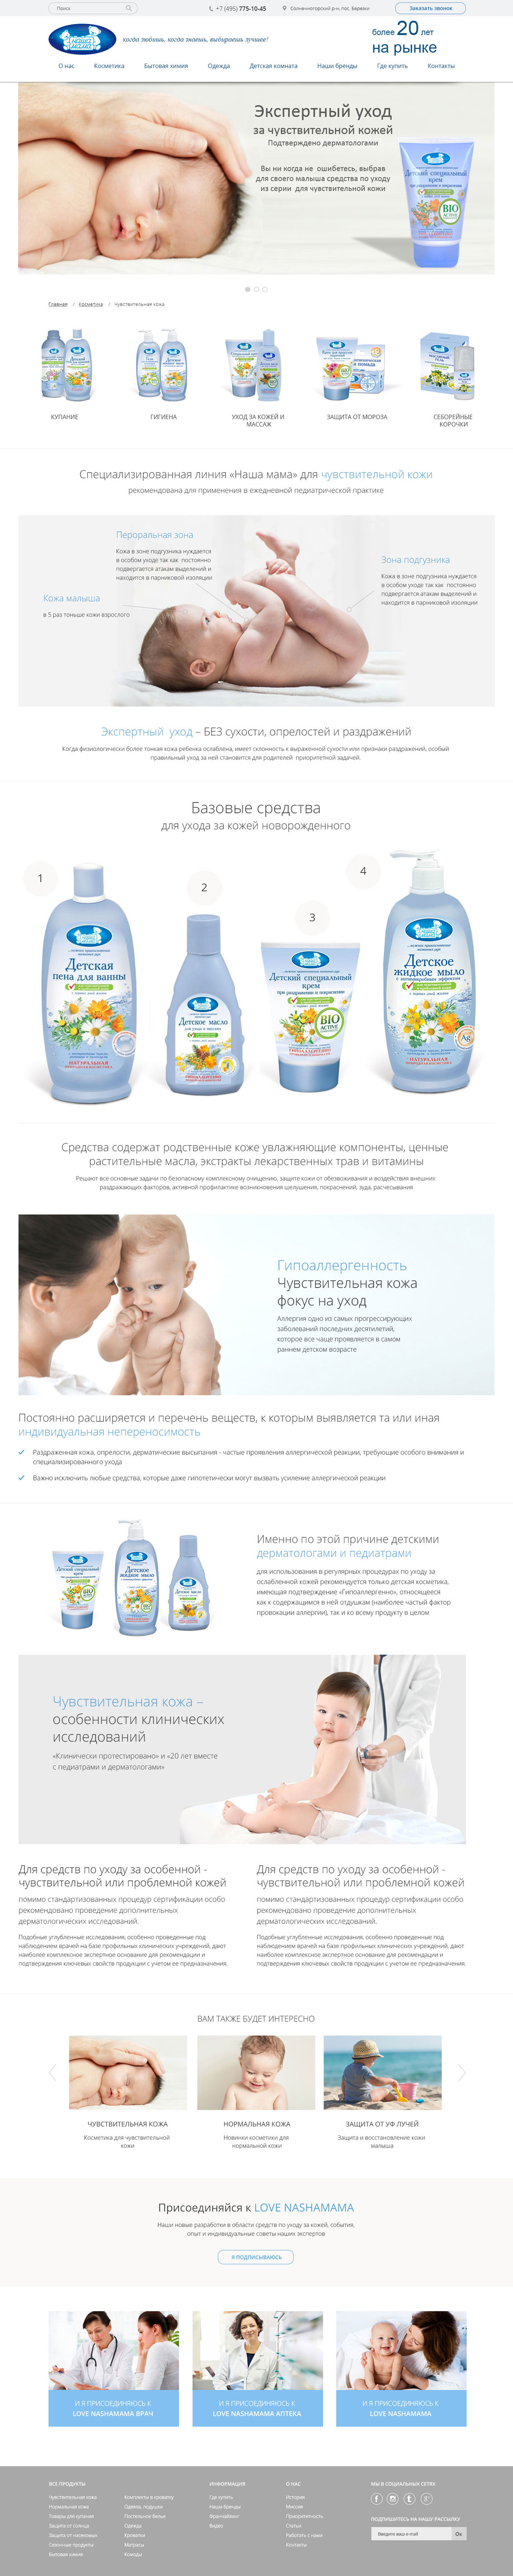 Поиск
+7 (495) 775-10-45
Солнечногорский р-н, пос. Бережки
Заказать звонок
НАША МАМА
когда любишь, когда знаешь, выбираешь лучшее!
более 20 лет
на рынке
О нас
Косметика
Бытовая химия
Одежда
Детская комната
Наши бренды
Где купить
Контакты
Экспертный уход
за чувствительной кожей
Подтверждено дерматологами
Вы ни когда не ошибетесь, выбрав
для своего малыша средства по уходу
из серии для чувствительной кожи
Детский специальный
крем
при раздражении и покраснении
BIO
ACTIVE
Главная / Косметика / Чувствительная кожа
КУПАНИЕ
ГИГИЕНА
УХОД ЗА КОЖЕЙ И
МАССАЖ
ЗАЩИТА ОТ МОРОЗА
СЕБОРЕЙНЫЕ
КОРОЧКИ
Специализированная линия «Наша мама» для чувствительной кожи
рекомендована для применения в ежедневной педиатрической практике
Пероральная зона
Кожа в зоне подгузника нуждается
в особом уходе так как постоянно
подвергается атакам выделений и
находится в парниковой изоляции
Зона подгузника
Кожа в зоне подгузника нуждается
в особом уходе так как постоянно
подвергается атакам выделений и
находится в парниковой изоляции
Кожа малыша
в 5 раз тоньше кожи взрослого
Экспертный уход – БЕЗ сухости, опрелостей и раздражений
Когда физиологически более тонкая кожа ребенка ослаблена, имеет склонность к выраженной сухости или признаки раздражений, особый
правильный уход за ней становится для родителей приоритетной задачей.
Базовые средства
для ухода за кожей новорожденного
1
2
3
4
Детская
пена для ванны
НАТУРАЛЬНАЯ
Детское масло
Детский специальный
крем
при раздражении и покраснении
BIO
ACTIVE
Детское
жидкое мыло
Ag
НАТУРАЛЬНАЯ
Средства содержат родственные коже увлажняющие компоненты, ценные
растительные масла, экстракты лекарственных трав и витамины
Решают все основные задачи по безопасному комплексному очищению, защите кожи от обезвоживания и воздействия внешних
раздражающих факторов, активной профилактике возникновения шелушения, покраснений, зуда, расчесывания
Гипоаллергенность
Чувствительная кожа
фокус на уход
Аллергия одно из самых прогрессирующих
заболеваний последних десятилетий,
которое все чаще проявляется в самом
раннем детском возрасте
Постоянно расширяется и перечень веществ, к которым выявляется та или иная
индивидуальная непереносимость
Раздраженная кожа, опрелости, дерматические высыпания - частые проявления аллергической реакции, требующие особого внимания и
специализированного ухода
Важно исключить любые средства, которые даже гипотетически могут вызвать усиление аллергической реакции
Именно по этой причине детскими
дерматологами и педиатрами
для использования в регулярных процедурах по уходу за
ослабленной кожей рекомендуется только детская косметика,
имеющая подтверждение «Гипоаллергенно», относящееся
как к содержащимся в ней отдушкам (наиболее частый фактор
провокации аллергии), так и ко всему продукту в целом
Чувствительная кожа –
особенности клинических
исследований
«Клинически протестировано» и «20 лет вместе
с педиатрами и дерматологами»
Для средств по уходу за особенной -
чувствительной или проблемной кожей
помимо стандартизованных процедур сертификации особо
рекомендовано проведение дополнительных
дерматологических исследований.
Подобные углубленные исследования, особенно проведенные под
наблюдением врачей на базе профильных клинических учреждений, дают
наиболее комплексное экспертное основание для рекомендации и
подтверждения ключевых свойств продукции с учетом ее предназначения.
Для средств по уходу за особенной -
чувствительной или проблемной кожей
помимо стандартизованных процедур сертификации особо
рекомендовано проведение дополнительных
дерматологических исследований.
Подобные углубленные исследования, особенно проведенные под
наблюдением врачей на базе профильных клинических учреждений, дают
наиболее комплексное экспертное основание для рекомендации и
подтверждения ключевых свойств продукции с учетом ее предназначения.
ВАМ ТАКЖЕ БУДЕТ ИНТЕРЕСНО
ЧУВСТВИТЕЛЬНАЯ КОЖА
Косметика для чувствительной
кожи
НОРМАЛЬНАЯ КОЖА
Новинки косметики для
нормальной кожи
ЗАЩИТА ОТ УФ ЛУЧЕЙ
Защита и восстановление кожи
малыша
Присоединяйся к LOVE NASHAMAMA
Наши новые разработки в области средств по уходу за кожей, события,
опыт и индивидуальные советы наших экспертов
Я ПОДПИСЫВАЮСЬ
И Я ПРИСОЕДИНЯЮСЬ К
LOVE NASHAMAMA ВРАЧ
И Я ПРИСОЕДИНЯЮСЬ К
LOVE NASHAMAMA АПТЕКА
И Я ПРИСОЕДИНЯЮСЬ К
LOVE NASHAMAMA
ВСЕ ПРОДУКТЫ
Чувствительная кожа
Нормальная кожа
Товары для купания
Защита от солнца
Защита от насекомых
Сезонные продукты
Бытовая химия
Комплекты в кроватку
Одеяла, подушки
Постельное белье
Одежда
Кроватки
Матрасы
Комоды
ИНФОРМАЦИЯ
Где купить
Наши бренды
Франчайзинг
Видео
О НАС
История
Миссия
Приоритетность
Статьи
Работать с нами
Контакты
МЫ В СОЦИАЛЬНЫХ СЕТЯХ
ПОДПИШИТЕСЬ НА НАШУ РАССЫЛКУ
Введите ваш e-mail
Ок